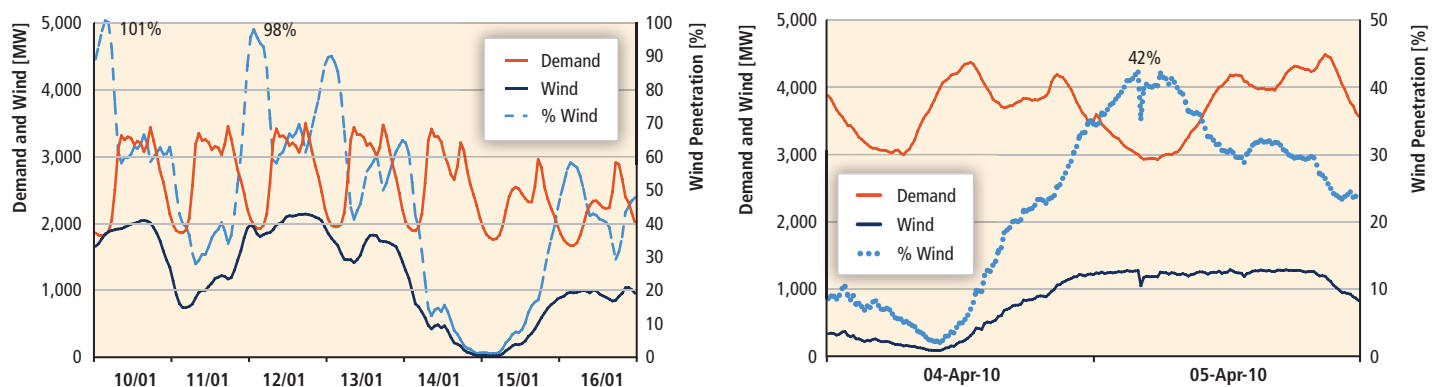 Demand and Wind [MW]
5,000
4,000
3,000
2,000
1,000
0
101%
98%
Demand
Wind
% Wind
100
90
80
70
60
50
40
30
20
10
0
Wind Penetration [%]
10/01 11/01 12/01 13/01 14/01 15/01 16/01
Demand and Wind [MW]
5,000
4,000
3,000
2,000
1,000
0
42%
Demand
Wind
% Wind
50
40
30
20
10
0
Wind Penetration [%]
04-Apr-10 05-Apr-10